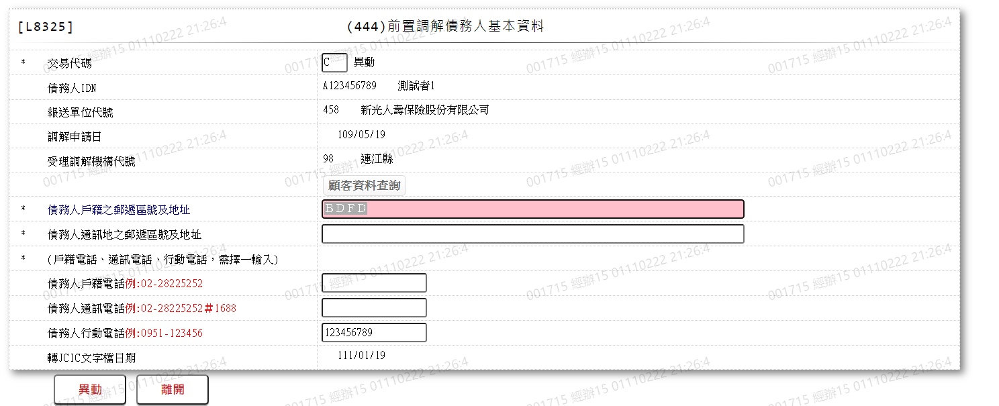 [L8325] (444)前置調解債務人基本資料
* 交易代碼 C 異動
債務人IDN A123456789 測試者1
報送單位代號 458 新光人壽保險股份有限公司
調解申請日 109/05/19
受理調解機構代號 98 連江縣
顧客資料查詢
* 債務人戶籍之郵遞區號及地址 ＢＤＦＤ
* 債務人通訊地之郵遞區號及地址
* (戶籍電話、通訊電話、行動電話，需擇一輸入)
債務人戶籍電話例:02-28225252
債務人通訊電話例:02-28225252＃1688
債務人行動電話例:0951-123456 123456789
轉JCIC文字檔日期 111/01/19
異動 離開
001715 經辦15 01110222 21:26:4